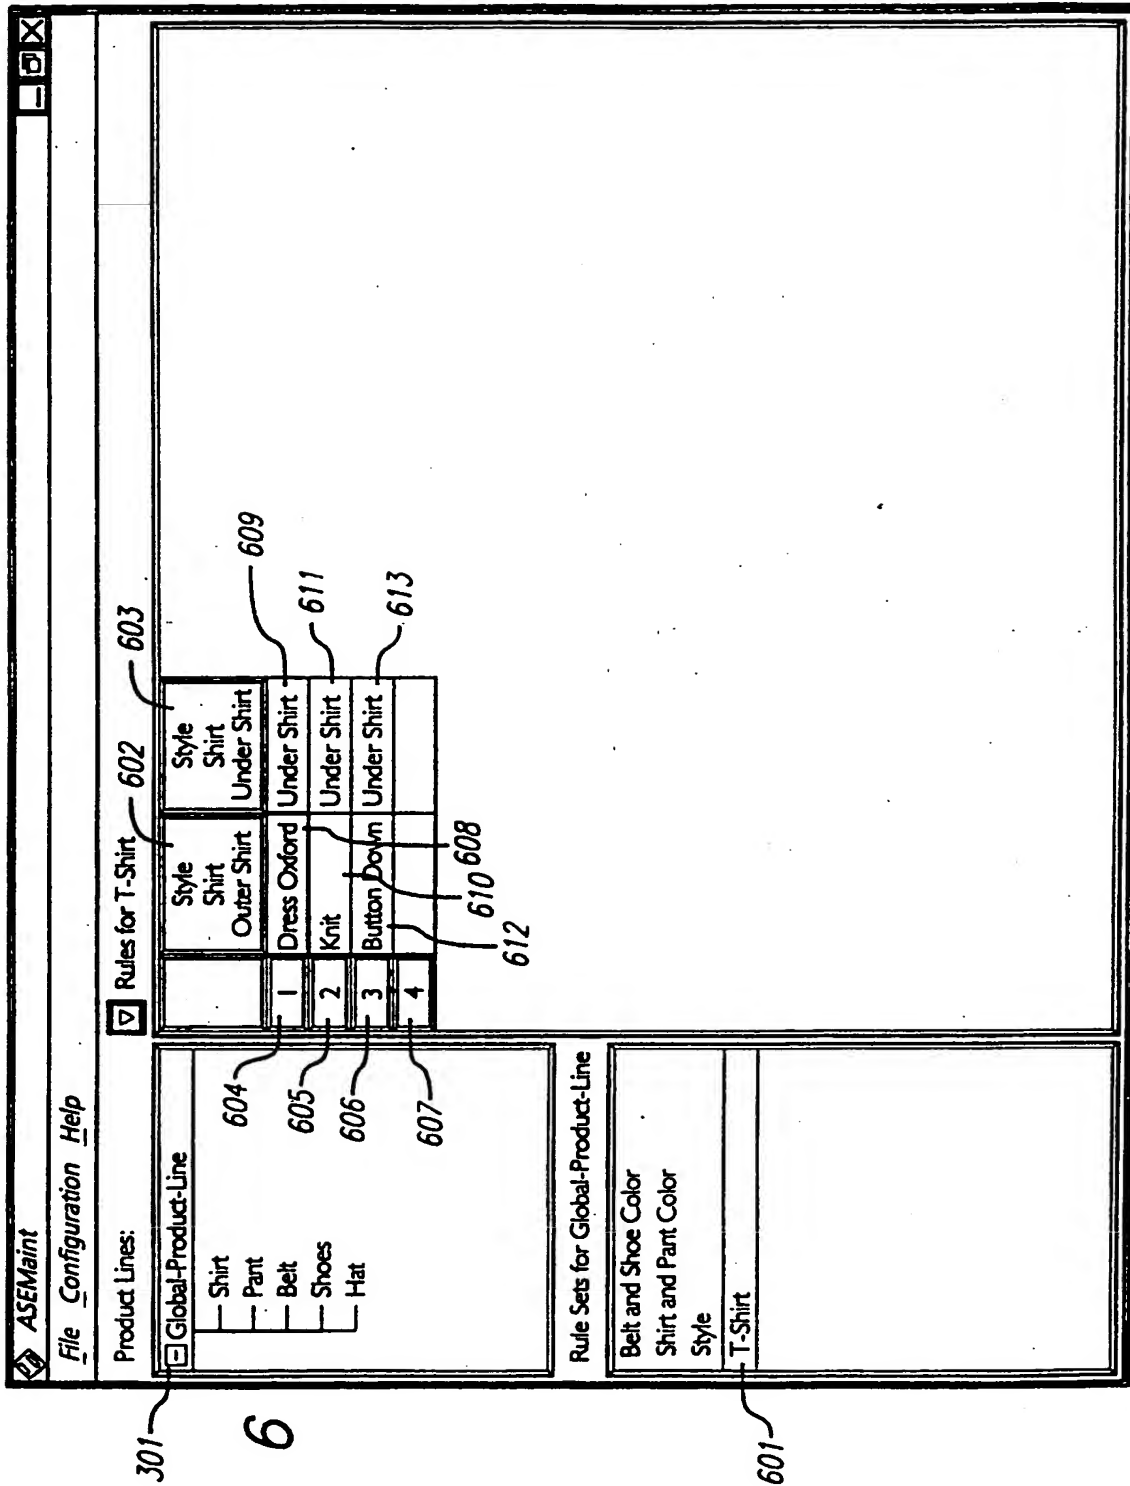 ASEMaint
File Configuration Help
Product Lines:
Rules for T-Shirt
602
603
301
Global-Product-Line
Shirt
Pant
Belt
Shoes
Hat
Style Shirt Outer Shirt
Style Shirt Under Shirt
1 Dress Oxford Under Shirt
2 Knit Under Shirt
3 Button Down Under Shirt
4
604
605
606
607
608
609
610
611
612
613
Rule Sets for Global-Product-Line
Belt and Shoe Color
Shirt and Pant Color
Style
T-Shirt
601
6